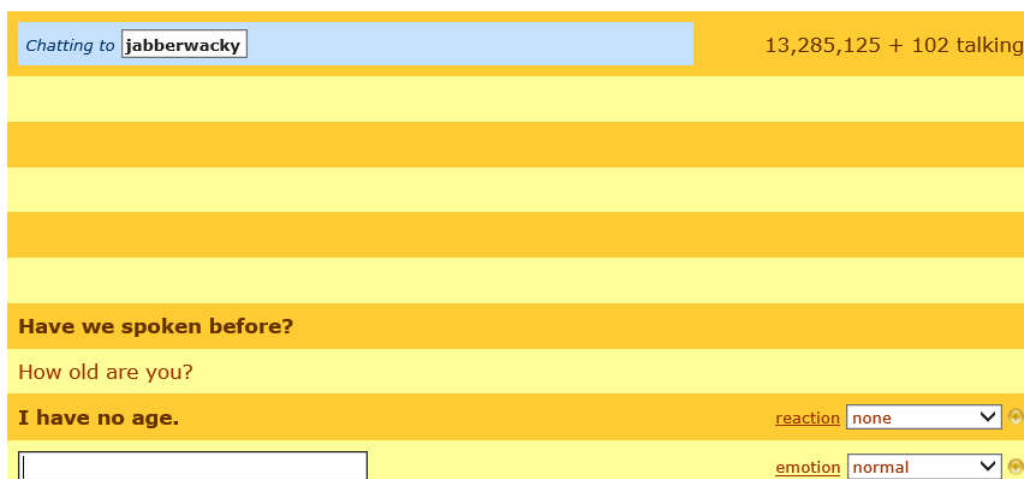 Chatting to jabberwacky 13,285,125 + 102 talking
Have we spoken before?
How old are you?
I have no age. reaction none
emotion normal